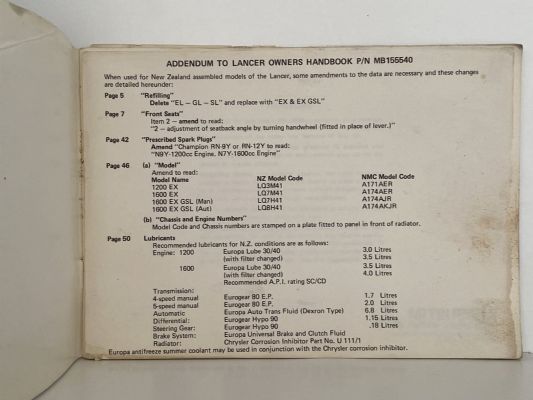 ADDENDUM TO LANCER OWNERS HANDBOOK P/N MB155540
When used for New Zealand assembled models of the Lancer, some amendments to the data are necessary and these changes
are detailed hereunder:
Page 5 "Refilling"
Delete "EL – GL – SL" and replace with "EX & EX GSL"
Page 7 "Front Seats"
Item 2 – amend to read:
"2 – adjustment of seatback angle by turning handwheel (fitted in place of lever.)"
Page 42 "Prescribed Spark Plugs"
Amend "Champion RN-9Y or RN-12Y to read:
"N9Y-1200cc Engine. N7Y-1600cc Engine"
Page 46 (a) "Model"
Amend to read:
Model Name NZ Model Code NMC Model Code
1200 EX LQ3M41 A171AER
1600 EX LQ7M41 A174AER
1600 EX GSL (Man) LQ7H41 A174AJR
1600 EX GSL (Aut) LQ8H41 A174AKJR
(b) "Chassis and Engine Numbers"
Model Code and Chassis numbers are stamped on a plate fitted to panel in front of radiator.
Page 50 Lubricants
Recommended lubricants for N.Z. conditions are as follows:
Engine: 1200 Europa Lube 30/40 3.0 Litres
(with filter changed) 3.5 Litres
1600 Europa Lube 30/40 3.5 Litres
(with filter changed) 4.0 Litres
Recommended A.P.I. rating SC/CD
Transmission:
4-speed manual Eurogear 80 E.P. 1.7 Litres
5-speed manual Eurogear 80 E.P. 2.0 Litres
Automatic Europa Auto Trans Fluid (Dexron Type) 6.8 Litres
Differential: Eurogear Hypo 90 1.15 Litres
Steering Gear: Eurogear Hypo 90 .18 Litres
Brake System: Europa Universal Brake and Clutch Fluid
Radiator: Chrysler Corrosion Inhibitor Part No. U 111/1
Europa antifreeze summer coolant may be used in conjunction with the Chrysler corrosion inhibitor.